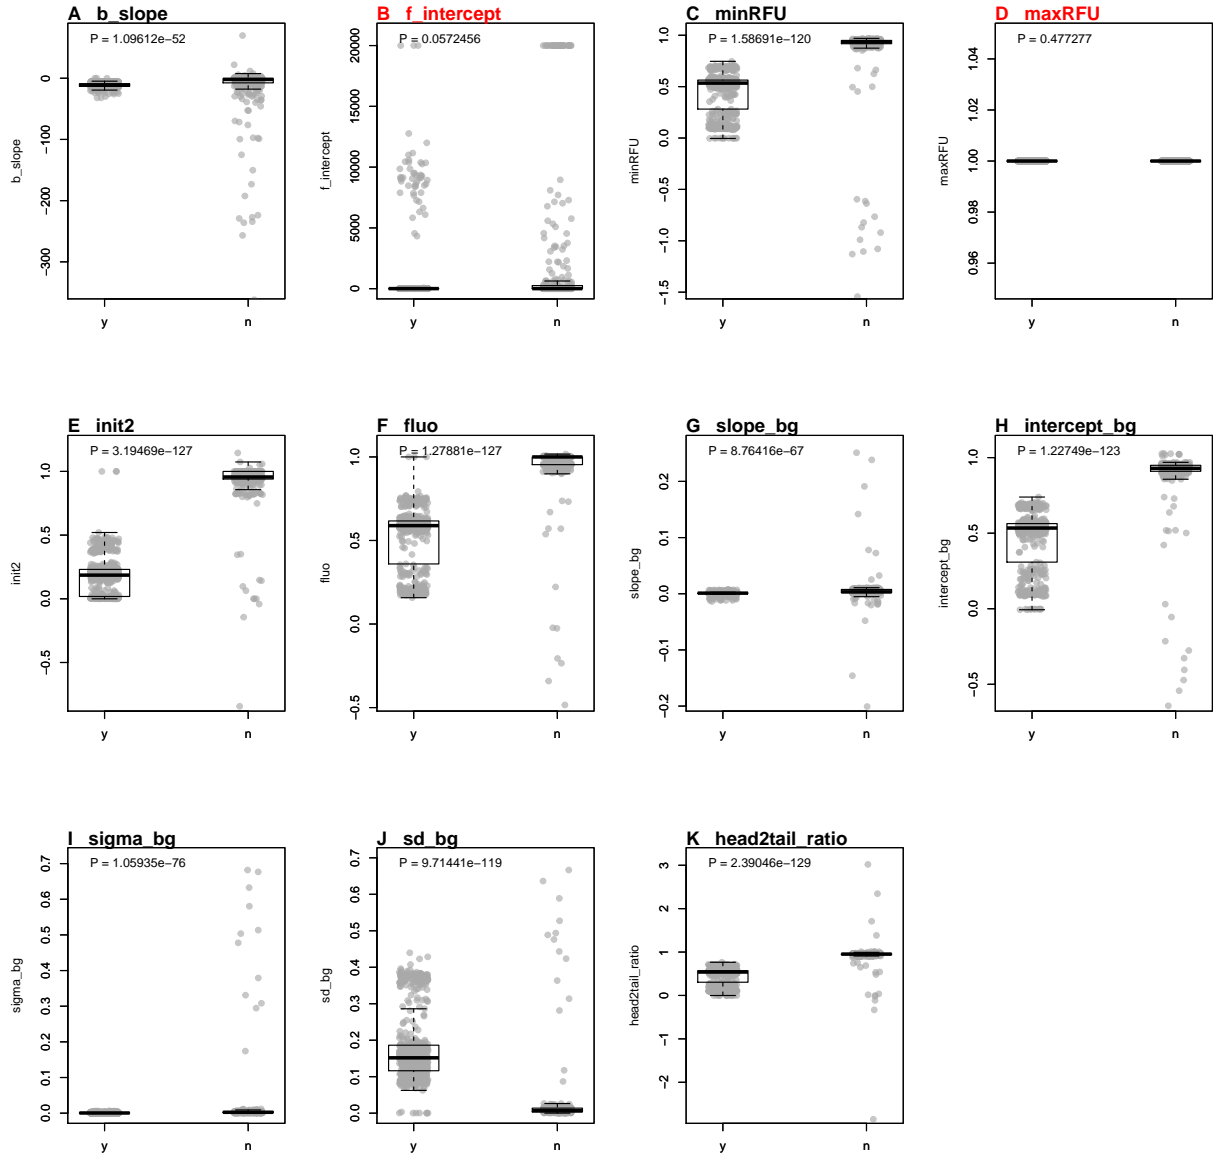 A b_slope
P = 1.09612e−52
b_slope
0
−100
−200
−300
y n
B f_intercept
P = 0.0572456
f_intercept
20000
15000
10000
5000
0
y n
C minRFU
P = 1.58691e−120
minRFU
1.0
0.5
0.0
−0.5
−1.0
−1.5
y n
D maxRFU
P = 0.477277
maxRFU
1.04
1.02
1.00
0.98
0.96
y n
E init2
P = 3.19469e−127
init2
1.0
0.5
0.0
−0.5
y n
F fluo
P = 1.27881e−127
fluo
1.0
0.5
0.0
−0.5
y n
G slope_bg
P = 8.76416e−67
slope_bg
0.2
0.1
0.0
−0.1
−0.2
y n
H intercept_bg
P = 1.22749e−123
intercept_bg
1.0
0.5
0.0
−0.5
y n
I sigma_bg
P = 1.05935e−76
sigma_bg
0.7
0.6
0.5
0.4
0.3
0.2
0.1
0.0
y n
J sd_bg
P = 9.71441e−119
sd_bg
0.7
0.6
0.5
0.4
0.3
0.2
0.1
0.0
y n
K head2tail_ratio
P = 2.39046e−129
head2tail_ratio
3
2
1
0
−1
−2
y n